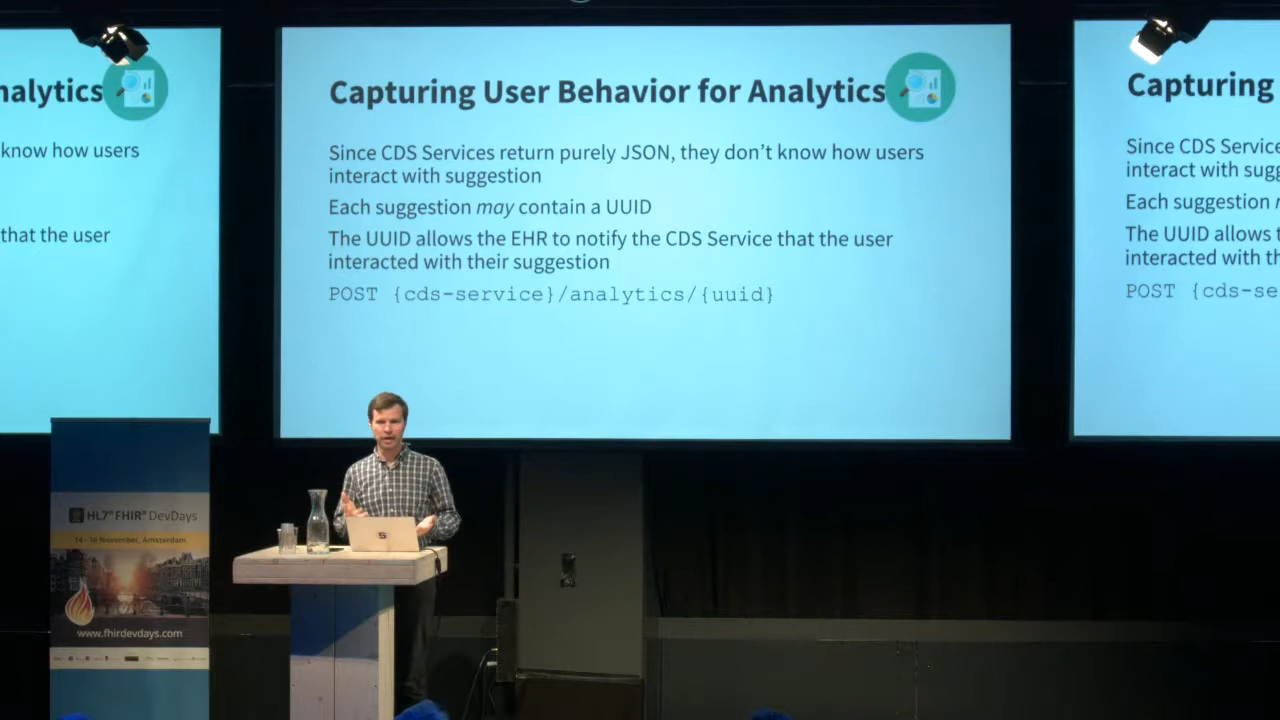 nalytics
know how users
that the user
Capturing User Behavior for Analytics
Since CDS Services return purely JSON, they don't know how users
interact with suggestion
Each suggestion may contain a UUID
The UUID allows the EHR to notify the CDS Service that the user
interacted with their suggestion
POST {cds-service}/analytics/{uuid}
Capturing
Since CDS Service
interact with sugg
Each suggestion
The UUID allows
interacted with th
POST {cds-se
HL7® FHIR® DevDays
14 - 16 November, Amsterdam
www.fhirdevdays.com